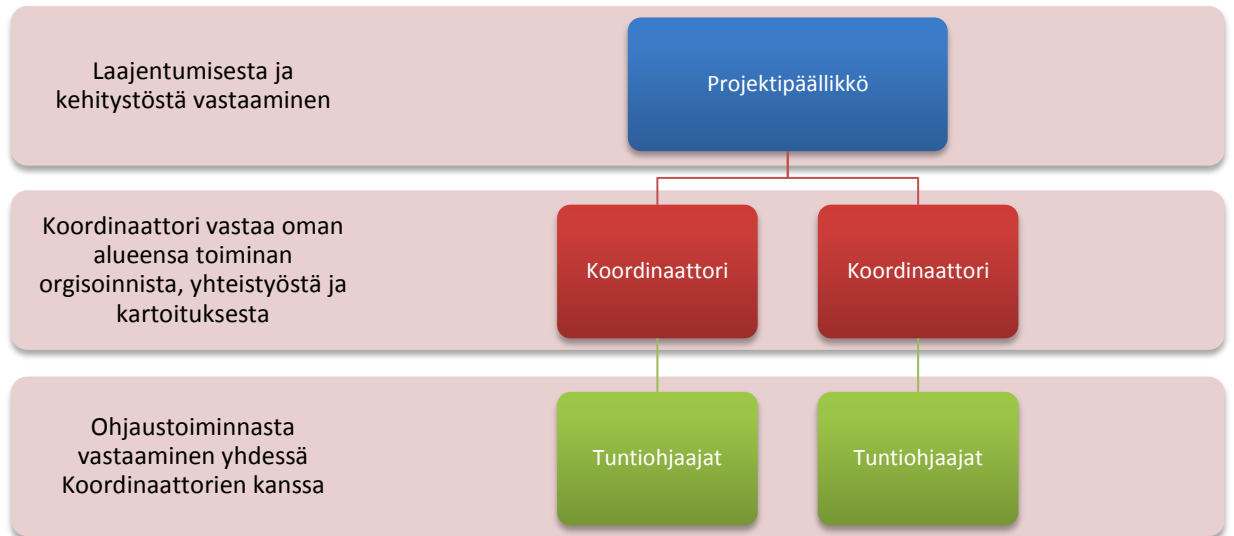 Laajentumisesta ja
kehitystöstä vastaaminen
Projektipäällikkö
Koordinaattori vastaa oman
alueensa toiminan
orgisoinnista, yhteistyöstä ja
kartoituksesta
Koordinaattori
Koordinaattori
Ohjaustoiminnasta
vastaaminen yhdessä
Koordinaattorien kanssa
Tuntiohjaajat
Tuntiohjaajat